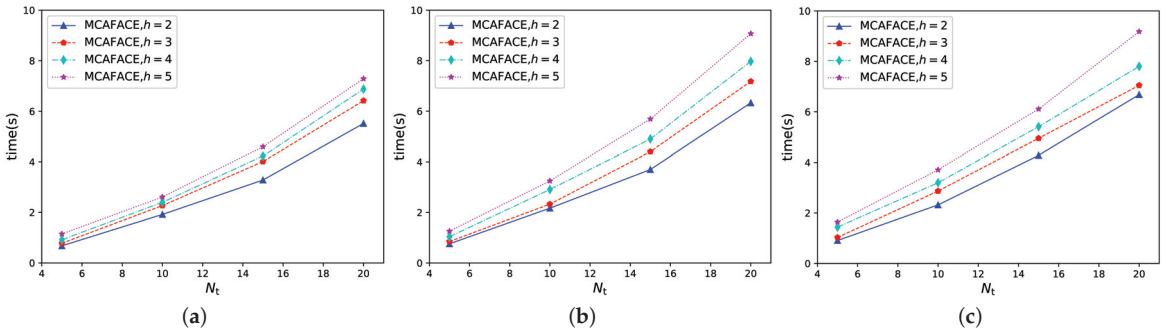 10
8
6
4
2
0
time(s)
MCAFACE,h = 2
MCAFACE,h = 3
MCAFACE,h = 4
MCAFACE,h = 5
4 6 8 10 12 14 16 18 20
Nt
(a)
10
8
6
4
2
0
time(s)
MCAFACE,h = 2
MCAFACE,h = 3
MCAFACE,h = 4
MCAFACE,h = 5
4 6 8 10 12 14 16 18 20
Nt
(b)
10
8
6
4
2
0
time(s)
MCAFACE,h = 2
MCAFACE,h = 3
MCAFACE,h = 4
MCAFACE,h = 5
4 6 8 10 12 14 16 18 20
Nt
(c)